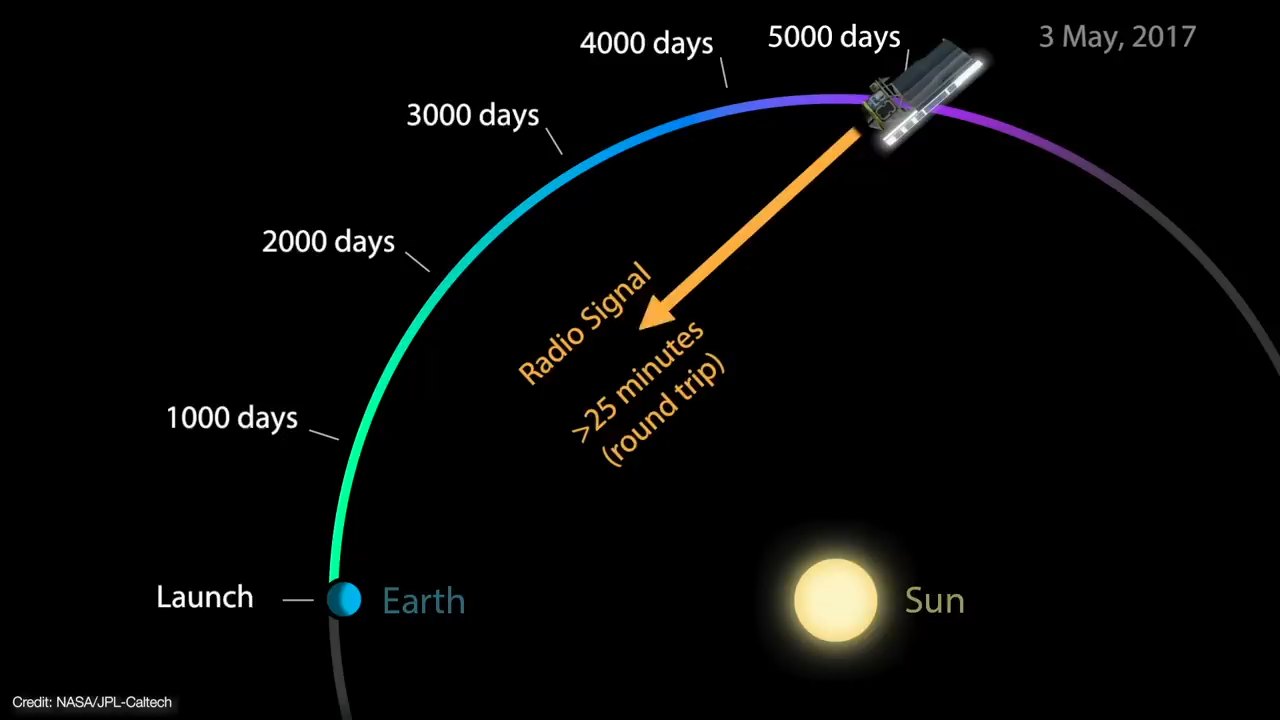 4000 days
5000 days
3 May, 2017
3000 days
2000 days
Radio Signal
>25 minutes
(round trip)
1000 days
Launch
Earth
Sun
Credit: NASA/JPL-Caltech